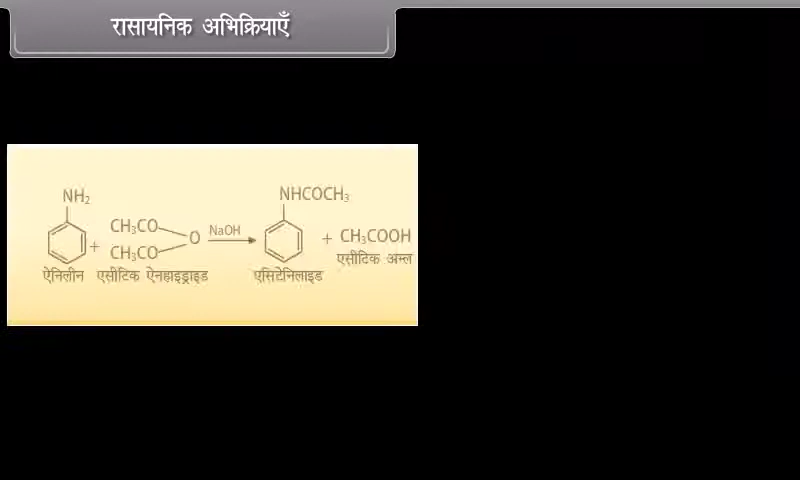 रासायनिक अभिक्रियाएँ
NH₂
NHCOCH₃
CH₃CO
+ O NaOH + CH₃COOH
CH₃CO
एसीटिक अम्ल
ऐनिलीन एसीटिक ऐनहाइड्राइड एसिटेनिलाइड